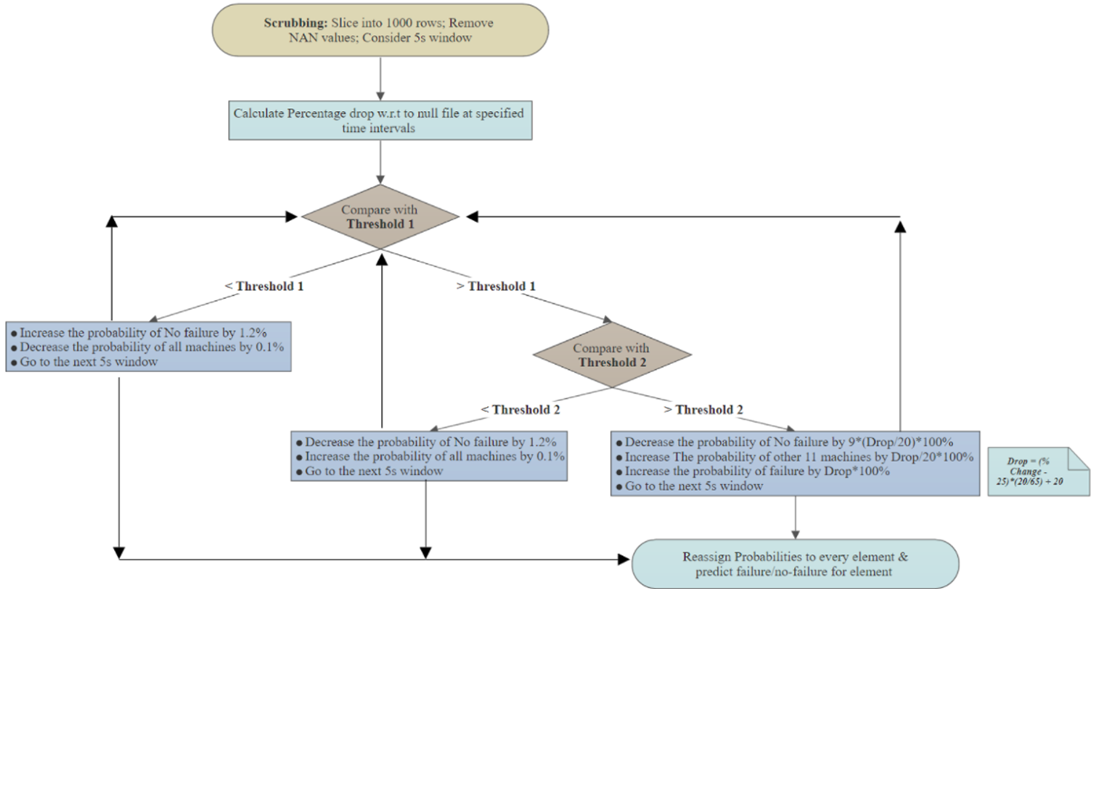 Scrubbing: Slice into 1000 rows; Remove
NAN values; Consider 5s window
Calculate Percentage drop w.r.t to null file at specified
time intervals
Compare with
Threshold 1
< Threshold 1
> Threshold 1
● Increase the probability of No failure by 1.2%
● Decrease the probability of all machines by 0.1%
● Go to the next 5s window
Compare with
Threshold 2
< Threshold 2
> Threshold 2
● Decrease the probability of No failure by 1.2%
● Increase the probability of all machines by 0.1%
● Go to the next 5s window
● Decrease the probability of No failure by 9*(Drop/20)*100%
● Increase The probability of other 11 machines by Drop/20*100%
● Increase the probability of failure by Drop*100%
● Go to the next 5s window
Drop = (%
Change -
25)*(20/65) + 20
Reassign Probabilities to every element &
predict failure/no-failure for element